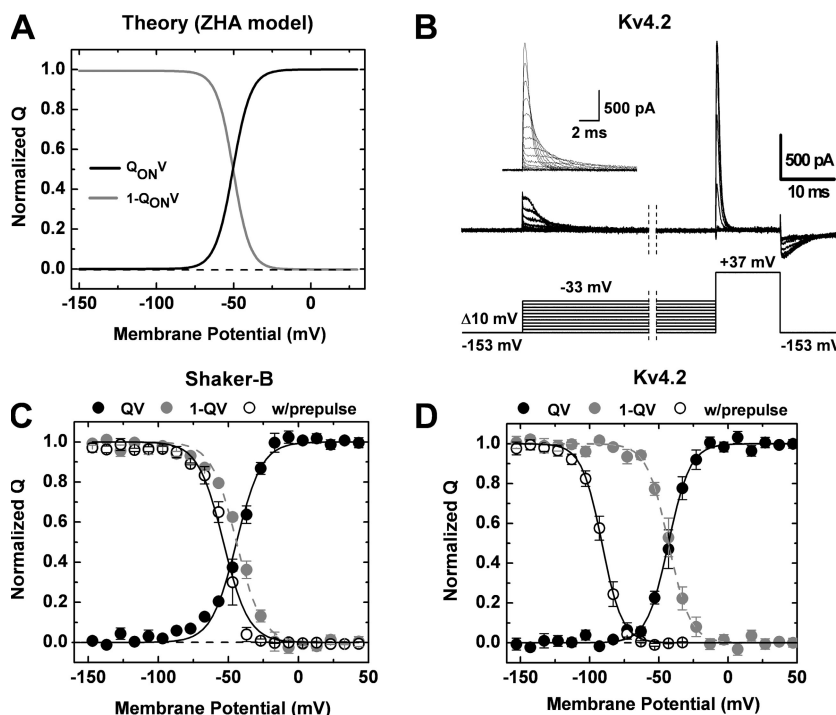 A
Theory (ZHA model)
Normalized Q
1.0
0.8
0.6
0.4
0.2
0.0
Q_ON V
1-Q_ON V
-150 -100 -50 0
Membrane Potential (mV)
B
Kv4.2
500 pA
2 ms
500 pA
10 ms
+37 mV
-33 mV
Δ10 mV
-153 mV
-153 mV
Shaker-B
C
QV 1-QV w/prepulse
Normalized Q
1.0
0.8
0.6
0.4
0.2
0.0
-150 -100 -50 0 50
Membrane Potential (mV)
Kv4.2
D
QV 1-QV w/prepulse
Normalized Q
1.0
0.8
0.6
0.4
0.2
0.0
-150 -100 -50 0 50
Membrane Potential (mV)